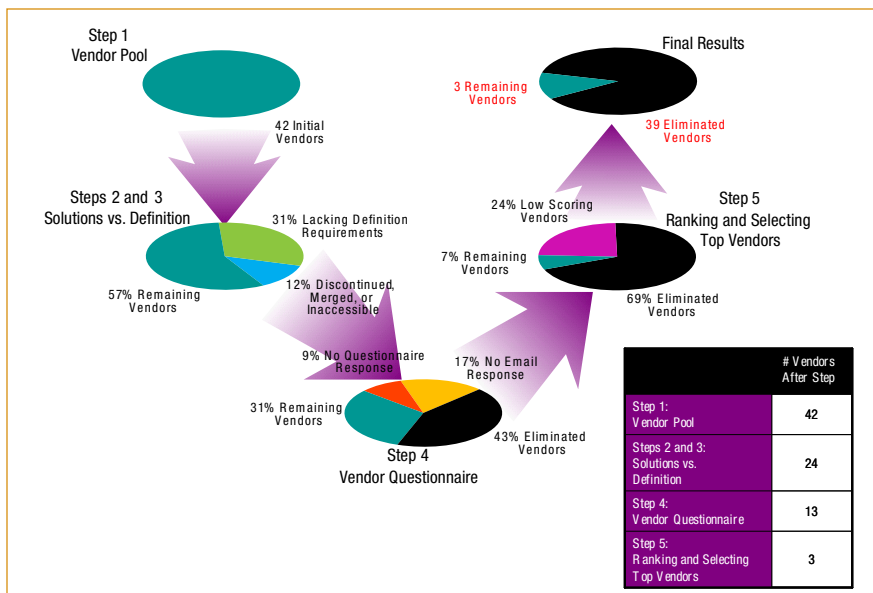 Step 1
Vendor Pool
42 Initial
Vendors
Steps 2 and 3
Solutions vs. Definition
31% Lacking Definition
Requirements
57% Remaining
Vendors
12% Discontinued,
Merged, or
Inaccessible
9% No Questionnaire
Response
17% No Email
Response
31% Remaining
Vendors
43% Eliminated
Vendors
Step 4
Vendor Questionnaire
Step 5
Ranking and Selecting
Top Vendors
24% Low Scoring
Vendors
7% Remaining
Vendors
69% Eliminated
Vendors
Final Results
3 Remaining
Vendors
39 Eliminated
Vendors
# Vendors
After Step
Step 1:
Vendor Pool
42
Steps 2 and 3:
Solutions vs.
Definition
24
Step 4:
Vendor Questionnaire
13
Step 5:
Ranking and Selecting
Top Vendors
3